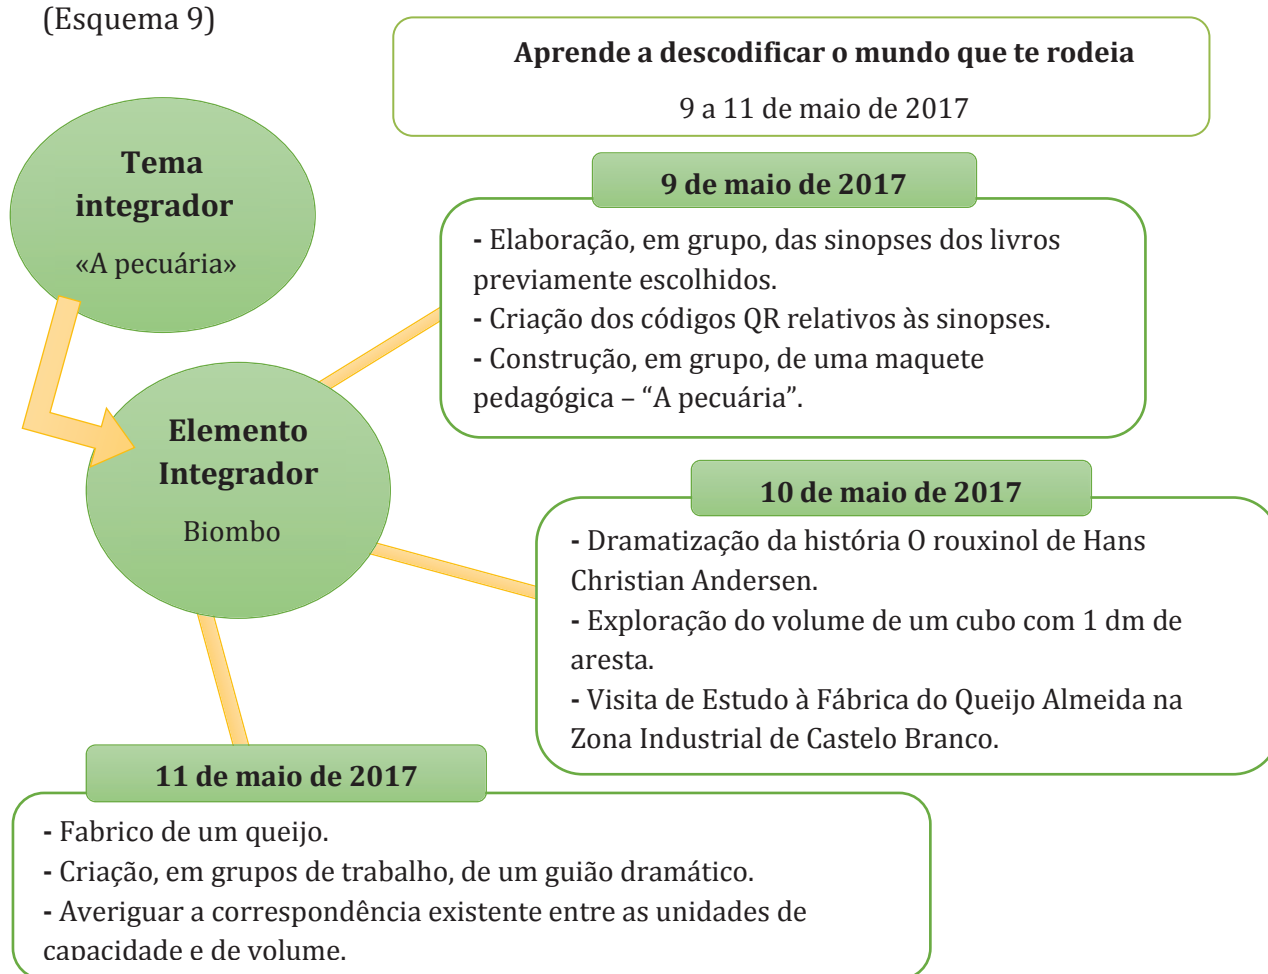 (Esquema 9)
Aprende a descodificar o mundo que te rodeia
9 a 11 de maio de 2017
Tema
integrador
«A pecuária»
9 de maio de 2017
- Elaboração, em grupo, das sinopses dos livros
previamente escolhidos.
- Criação dos códigos QR relativos às sinopses.
- Construção, em grupo, de uma maquete
pedagógica – “A pecuária”.
Elemento
Integrador
Biombo
10 de maio de 2017
- Dramatização da história O rouxinol de Hans
Christian Andersen.
- Exploração do volume de um cubo com 1 dm de
aresta.
- Visita de Estudo à Fábrica do Queijo Almeida na
Zona Industrial de Castelo Branco.
11 de maio de 2017
- Fabrico de um queijo.
- Criação, em grupos de trabalho, de um guião dramático.
- Averiguar a correspondência existente entre as unidades de
capacidade e de volume.